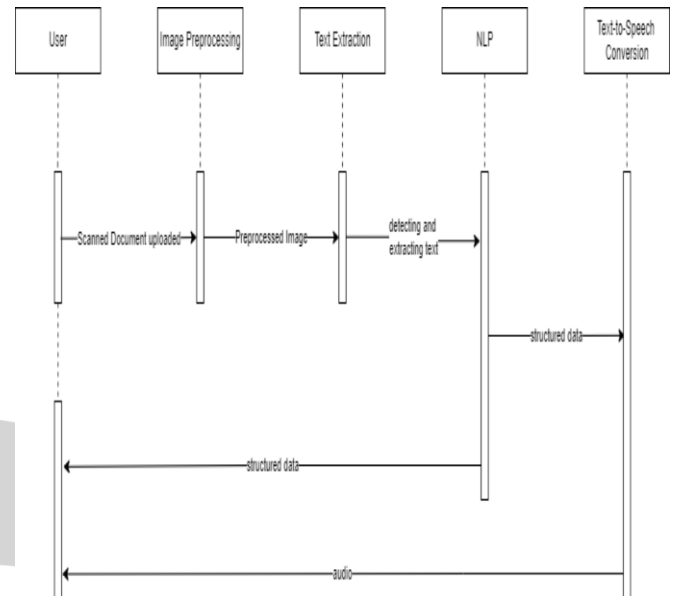 User
Image Preprocessing
Text Extraction
NLP
Text-to-Speech
Conversion
Scanned Document uploaded
Preprocessed Image
detecting and
extracting text
structured data
structured data
audio